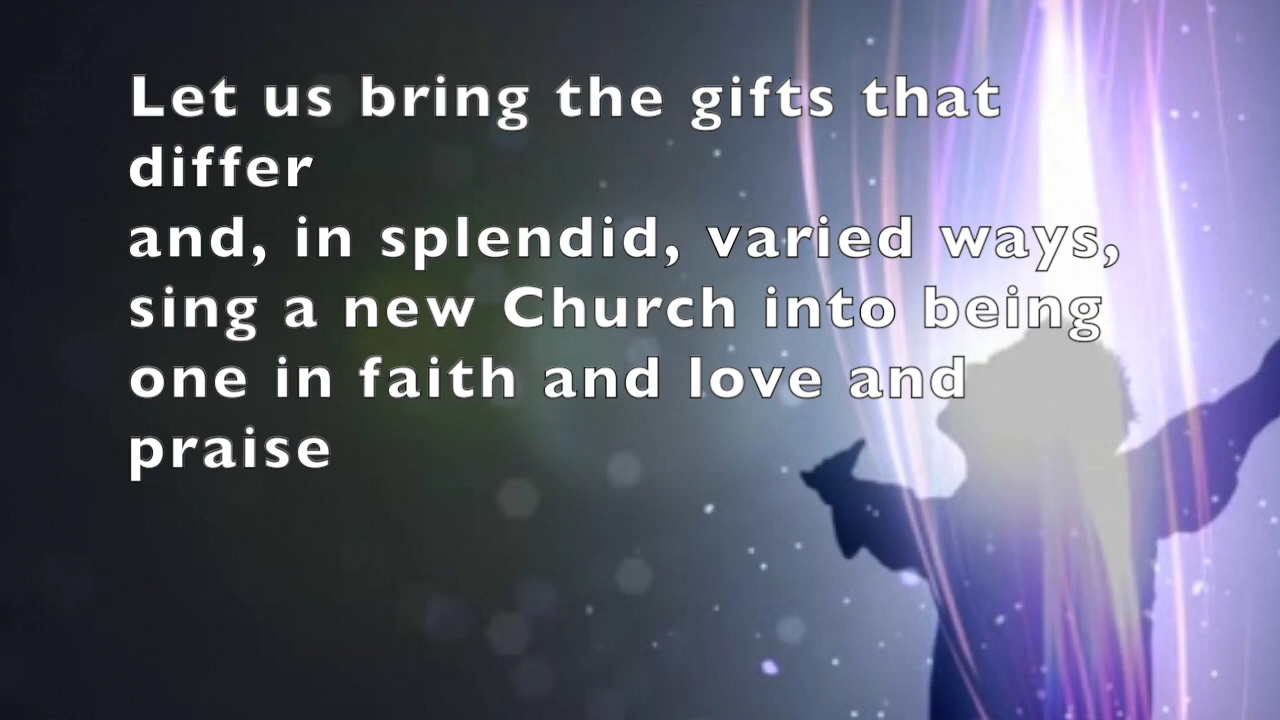 Let us bring the gifts that
differ
and, in splendid, varied ways,
sing a new Church into being
one in faith and love and
praise